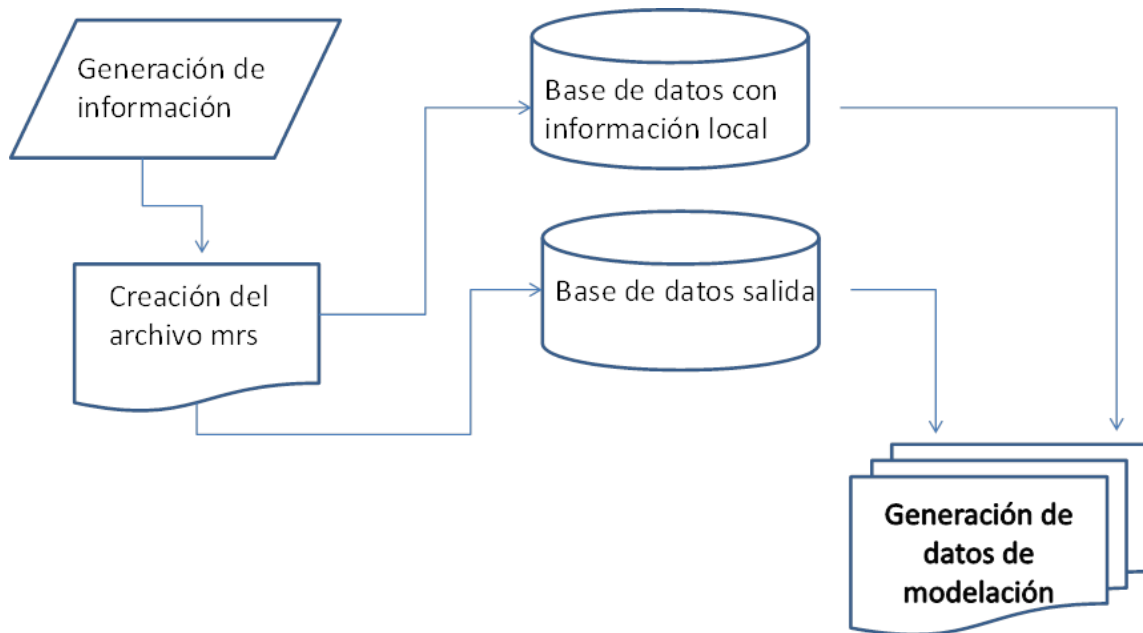 Generación de
información
Base de datos con
información local
Creación del
archivo mrs
Base de datos salida
Generación de
datos de
modelación